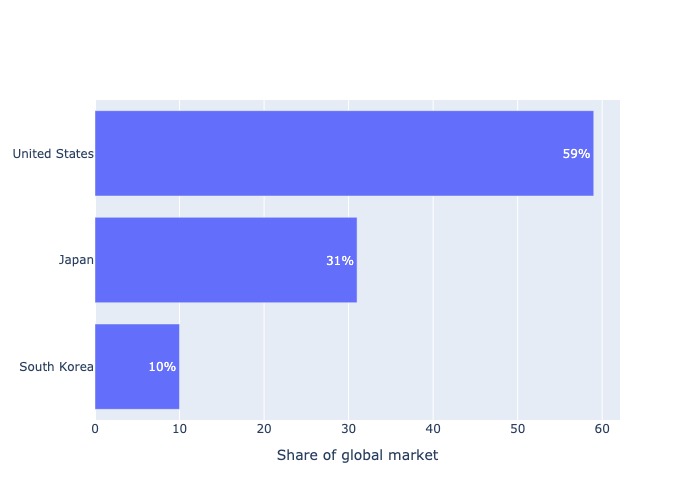 United States
59%
Japan
31%
South Korea
10%
0 10 20 30 40 50 60
Share of global market